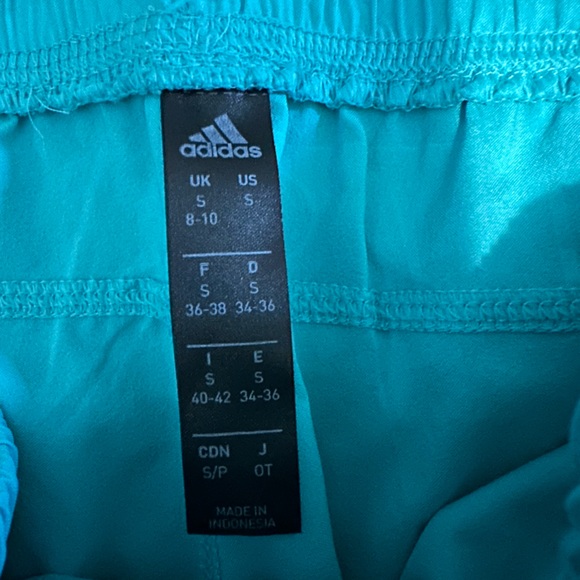 adidas
UK US
S S
8-10
F D
S S
36-38 34-36
I E
S S
40-42 34-36
CDN J
S/P OT
MADE IN
INDONESIA